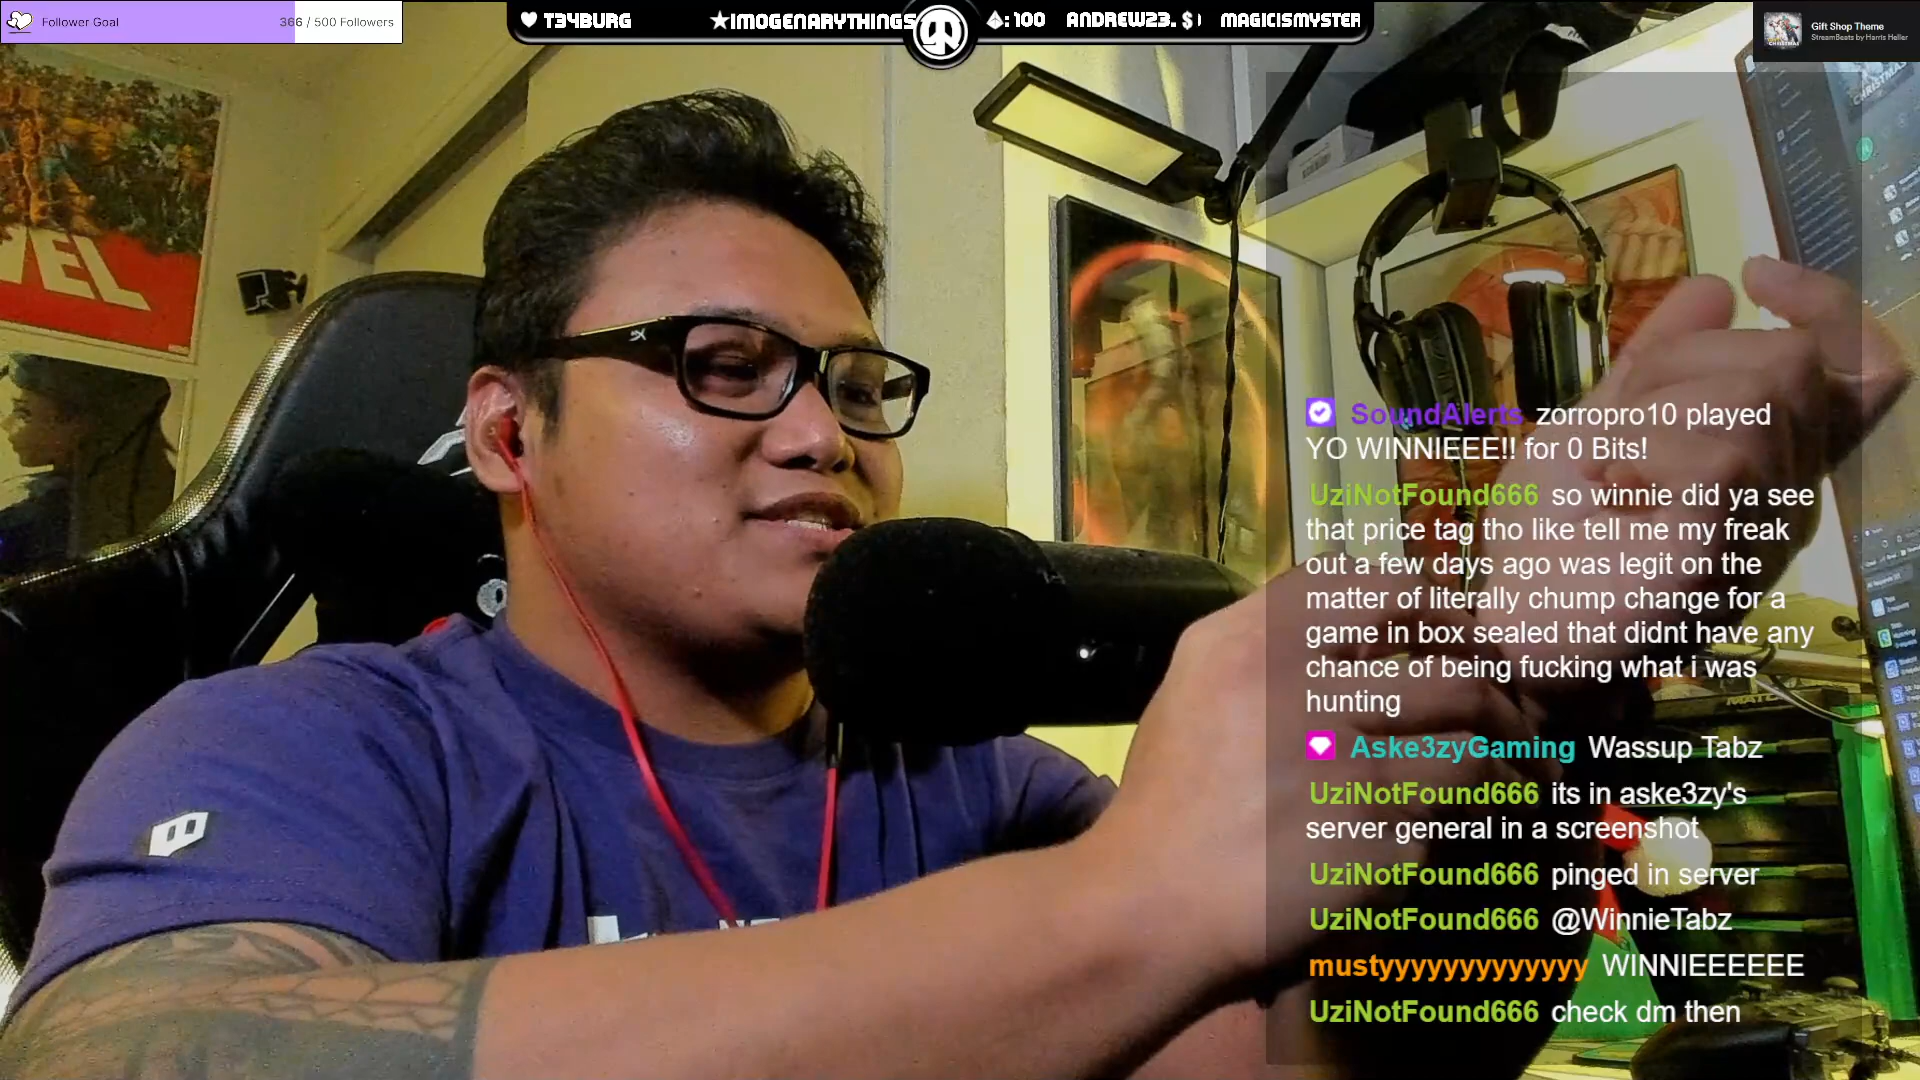 Follower Goal 366 / 500 Followers
T34BURG ★IMOGENARYTHINGS : 100 ANDREW23. $ MAGICISMYSTER
Gift Shop Theme
StreamBeats by Harris Heller
VEL
SoundAlerts zorropro10 played
YO WINNIEEE!! for 0 Bits!
UziNotFound666 so winnie did ya see
that price tag tho like tell me my freak
out a few days ago was legit on the
matter of literally chump change for a
game in box sealed that didnt have any
chance of being fucking what i was
hunting
Aske3zyGaming Wassup Tabz
UziNotFound666 its in aske3zy's
server general in a screenshot
UziNotFound666 pinged in server
UziNotFound666 @WinnieTabz
mustyyyyyyyyyyyyy WINNIEEEEEE
UziNotFound666 check dm then